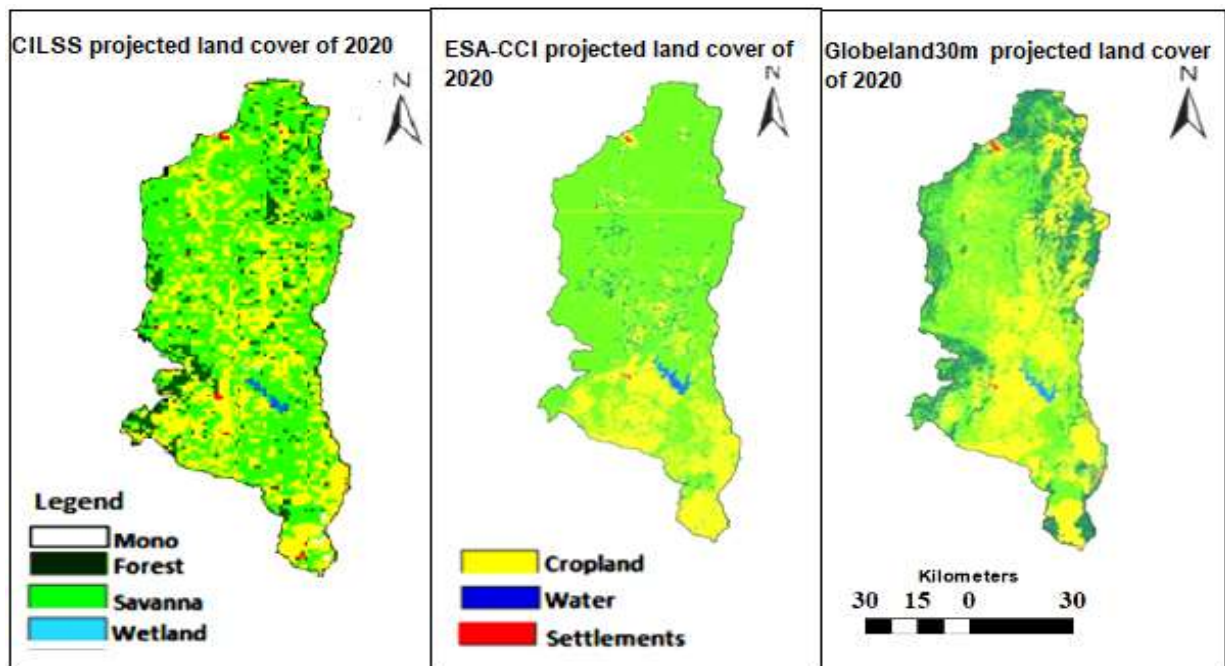 CILSS projected land cover of 2020
N
Legend
Mono
Forest
Savanna
Wetland
ESA-CCI projected land cover of
2020
N
Cropland
Water
Settlements
Globeland30m projected land cover
of 2020
N
Kilometers
30 15 0 30